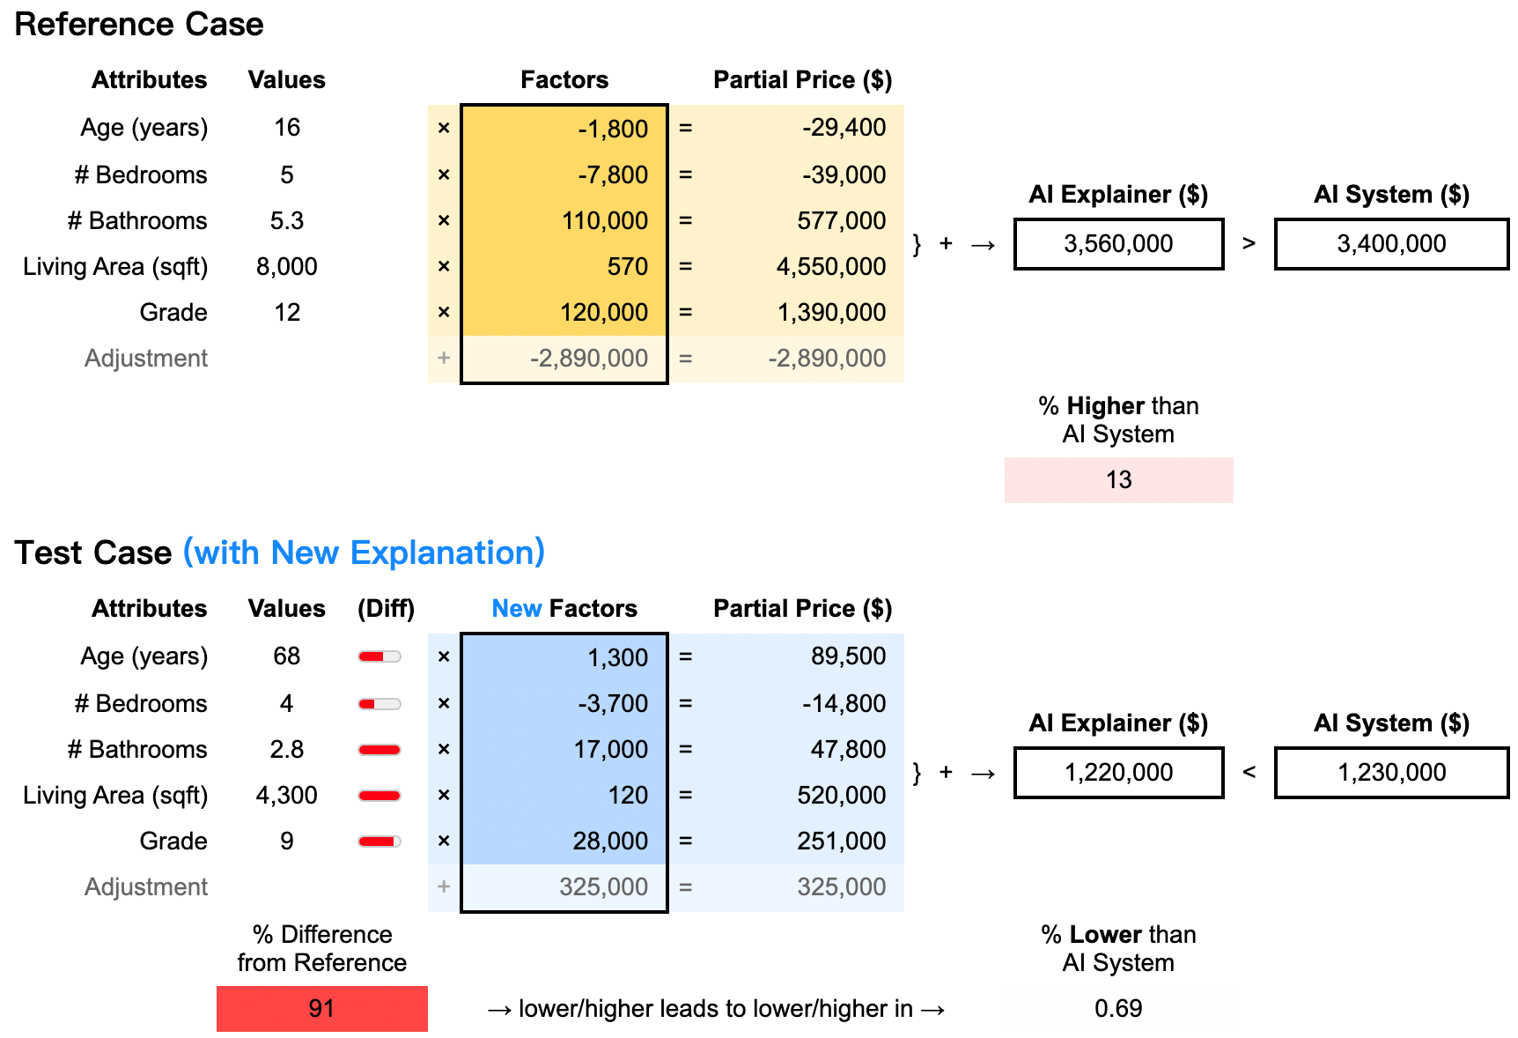 Reference Case
Attributes Values Factors Partial Price ($)
Age (years) 16 × -1,800 = -29,400
# Bedrooms 5 × -7,800 = -39,000
# Bathrooms 5.3 × 110,000 = 577,000
Living Area (sqft) 8,000 × 570 = 4,550,000
Grade 12 × 120,000 = 1,390,000
Adjustment + -2,890,000 = -2,890,000
AI Explainer ($) AI System ($)
} + → 3,560,000 > 3,400,000
% Higher than
AI System
13
Test Case (with New Explanation)
Attributes Values (Diff) New Factors Partial Price ($)
Age (years) 68 × 1,300 = 89,500
# Bedrooms 4 × -3,700 = -14,800
# Bathrooms 2.8 × 17,000 = 47,800
Living Area (sqft) 4,300 × 120 = 520,000
Grade 9 × 28,000 = 251,000
Adjustment + 325,000 = 325,000
AI Explainer ($) AI System ($)
} + → 1,220,000 < 1,230,000
% Difference
from Reference
91
→ lower/higher leads to lower/higher in →
% Lower than
AI System
0.69